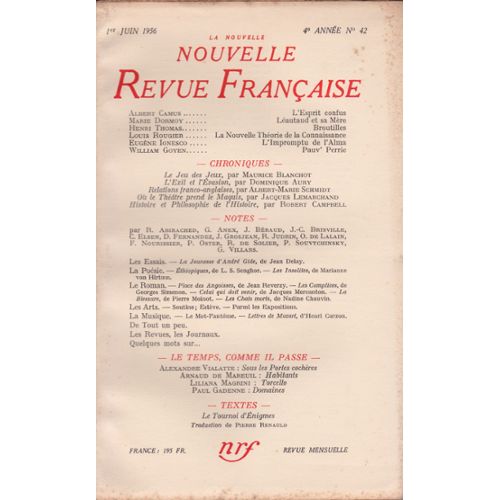 1er JUIN 1956
4e ANNÉE No 42
LA NOUVELLE
NOUVELLE
REVUE FRANÇAISE
ALBERT CAMUS ...... L'Esprit confus
MARIE DORMOY ...... Léautaud et sa Mère
HENRI THOMAS ...... Broutilles
LOUIS ROUGIER ...... La Nouvelle Théorie de la Connaissance
EUGÈNE IONESCO ..... L'Impromptu de l'Alma
WILLIAM GOYEN ...... Pauv' Perrie
— CHRONIQUES —
Le Jeu des Jeux, par MAURICE BLANCHOT
L'Exil et l'Évasion, par DOMINIQUE AURY
Relations franco-anglaises, par ALBERT-MARIE SCHMIDT
Où le Théâtre prend le Maquis, par JACQUES LEMARCHAND
Histoire et Philosophie de l'Histoire, par ROBERT CAMPBELL
— NOTES —
par R. ABIRACHED, G. ANEX, J. BÉRAUD, J.-C. BRISVILLE,
C. ELSEN, D. FERNANDEZ, J. GROSJEAN, R. JUDRIN, O. DE LALAIN,
F. NOURISSIER, P. OSTER, R. DE SOLIER, P. SOUVTCHINSKY,
G. VILLARS.
Les Essais. — La Jeunesse d'André Gide, de Jean Delay.
La Poésie. — Éthiopiques, de L. S. Senghor. — Les Insolites, de Marianne
van Hirtum.
Le Roman. — Place des Angoisses, de Jean Reverzy. — Les Complices, de
Georges Simenon. — Celui qui doit venir, de Jacques Mermonton. — La
Blessure, de Pierre Moinot. — Les Chats morts, de Nadine Chauvin.
Les Arts. — Soutine; Estève. — Parmi les Expositions.
La Musique. — Le Mot-Fantôme. — Lettres de Mozart, d'Henri Curzon.
De Tout un peu.
Les Revues, les Journaux.
Quelques mots sur...
— LE TEMPS, COMME IL PASSE —
ALEXANDRE VIALATTE : Sous les Portes cochères
ARNAUD DE MAREUIL : Habitants
LILIANA MAGRINI : Torcello
PAUL GADENNE : Domaines
— TEXTES —
Le Tournoi d'Énigmes
Traduction de PIERRE RENAULD
FRANCE : 195 FR.
nrf
REVUE MENSUELLE